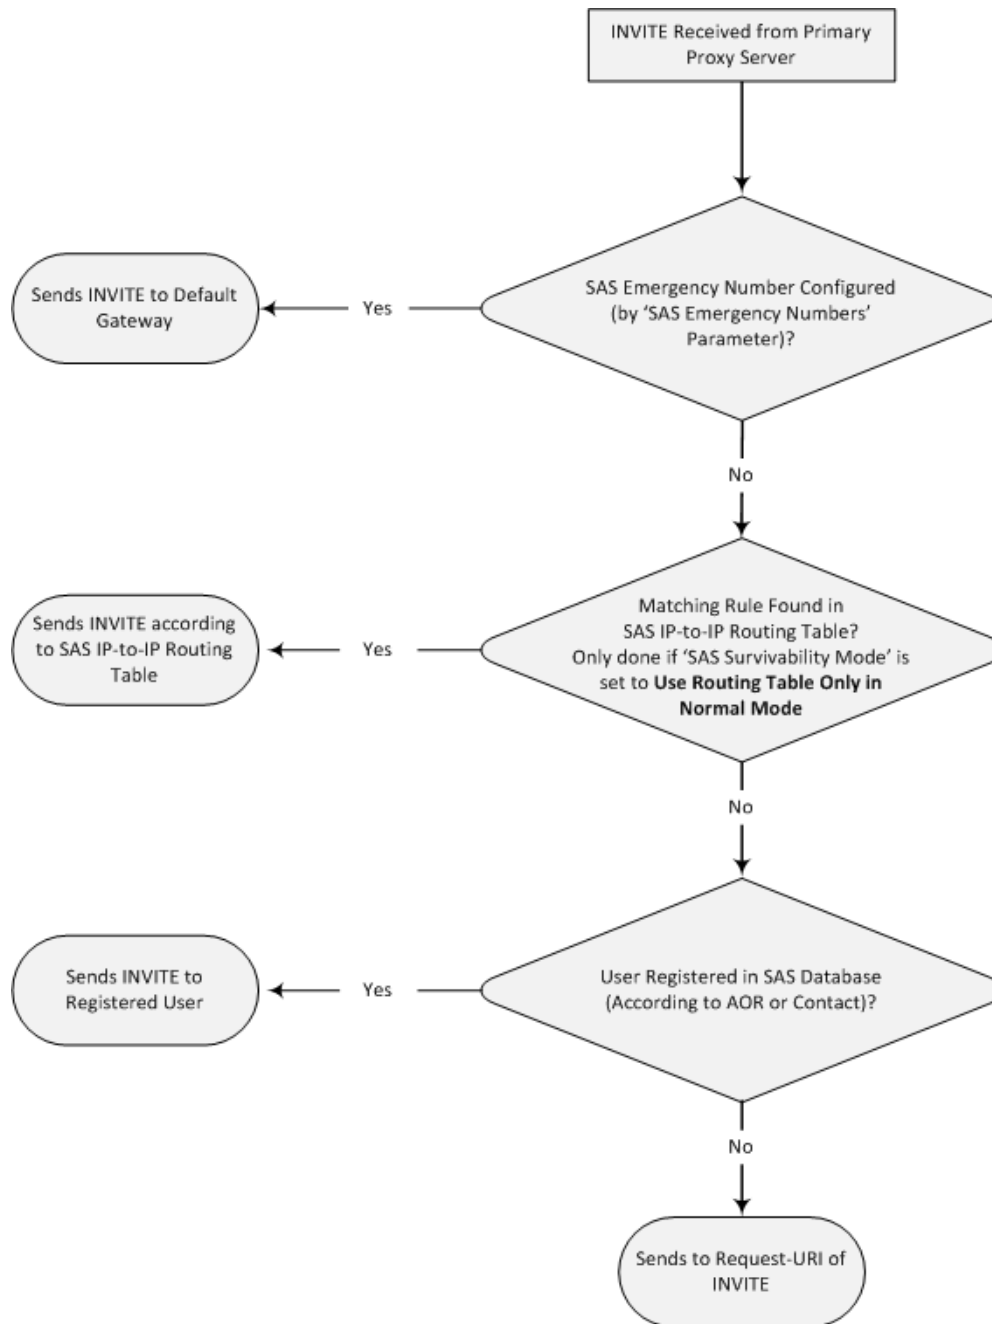 INVITE Received from Primary
Proxy Server
SAS Emergency Number Configured
(by ‘SAS Emergency Numbers’
Parameter)?
Yes
Sends INVITE to Default
Gateway
No
Matching Rule Found in
SAS IP-to-IP Routing Table?
Only done if ‘SAS Survivability Mode’ is
set to Use Routing Table Only in
Normal Mode
Yes
Sends INVITE according
to SAS IP-to-IP Routing
Table
No
User Registered in SAS Database
(According to AOR or Contact)?
Yes
Sends INVITE to
Registered User
No
Sends to Request-URI of
INVITE